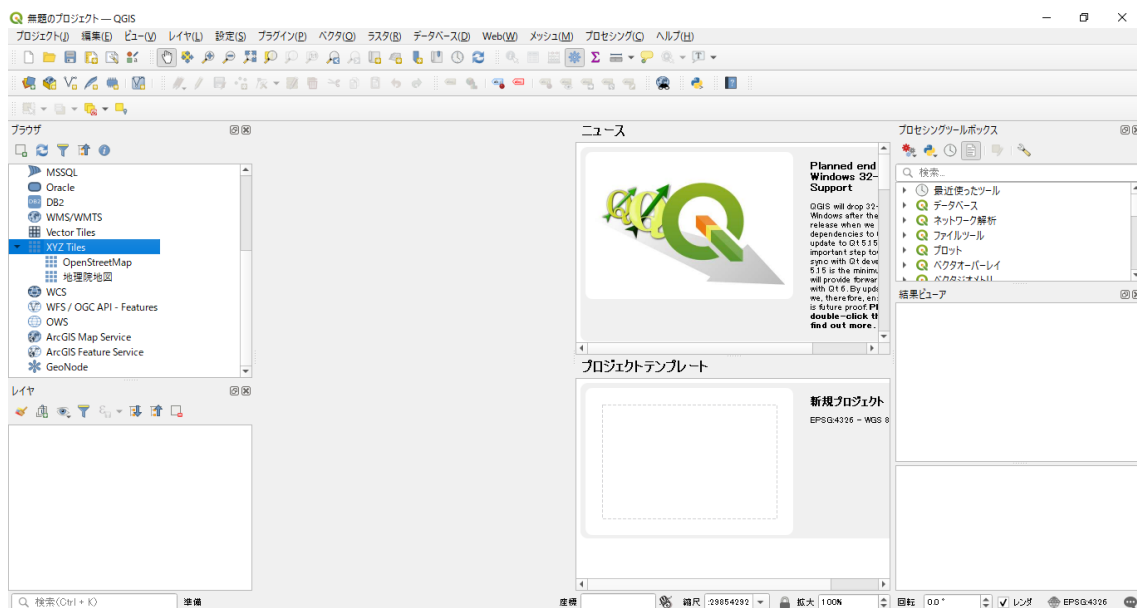 無題のプロジェクト — QGIS
プロジェクト(J) 編集(E) ビュー(V) レイヤ(L) 設定(S) プラグイン(P) ベクタ(O) ラスタ(R) データベース(D) Web(W) メッシュ(M) プロセシング(C) ヘルプ(H)
ブラウザ
MSSQL
Oracle
DB2
WMS/WMTS
Vector Tiles
XYZ Tiles
OpenStreetMap
地理院地図
WCS
WFS / OGC API - Features
OWS
ArcGIS Map Service
ArcGIS Feature Service
GeoNode
レイヤ
ニュース
Planned end
Windows 32-
Support
QGIS will drop 32-
Windows after the
release when we
dependencies to
update to Qt 5.15
important step to
sync with Qt deve
5.15 is the minimu
will provide forwar
with Qt 6. By upda
we, therefore, en
is future proof. Pl
double-click th
find out more.
プロジェクトテンプレート
新規プロジェクト
EPSG:4326 - WGS 8
プロセシングツールボックス
検索...
最近使ったツール
データベース
ネットワーク解析
ファイルツール
プロット
ベクタオーバーレイ
ベクタジオメトリ
結果ビューア
検索(Ctrl + K) 準備 座標 縮尺 :29854292 拡大 100% 回転 0.0° レンダ EPSG:4326